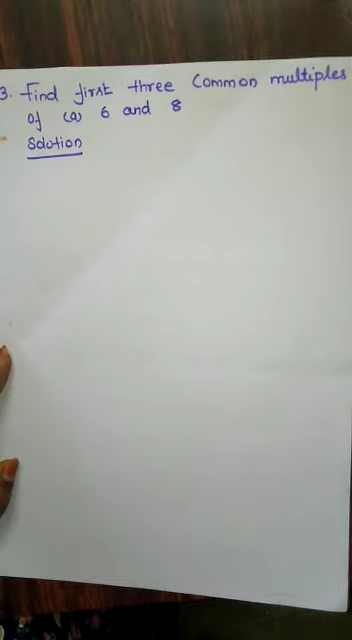 3. Find first three Common multiples
of (a) 6 and 8
Solution